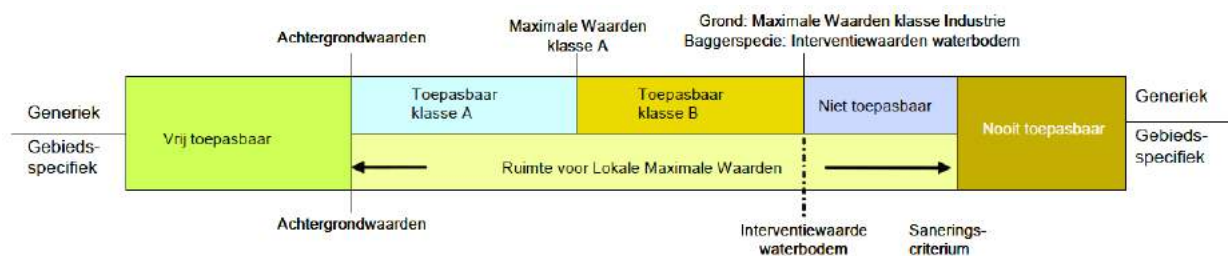 Achtergrondwaarden
Maximale Waarden
klasse A
Grond: Maximale Waarden klasse Industrie
Baggerspecie: Interventiewaarden waterbodem
Generiek
Gebieds-
specifiek
Vrij toepasbaar
Toepasbaar
klasse A
Toepasbaar
klasse B
Niet toepasbaar
Nooit toepasbaar
Ruimte voor Lokale Maximale Waarden
Generiek
Gebieds-
specifiek
Achtergrondwaarden
Interventiewaarde
waterbodem
Sanerings-
criterium